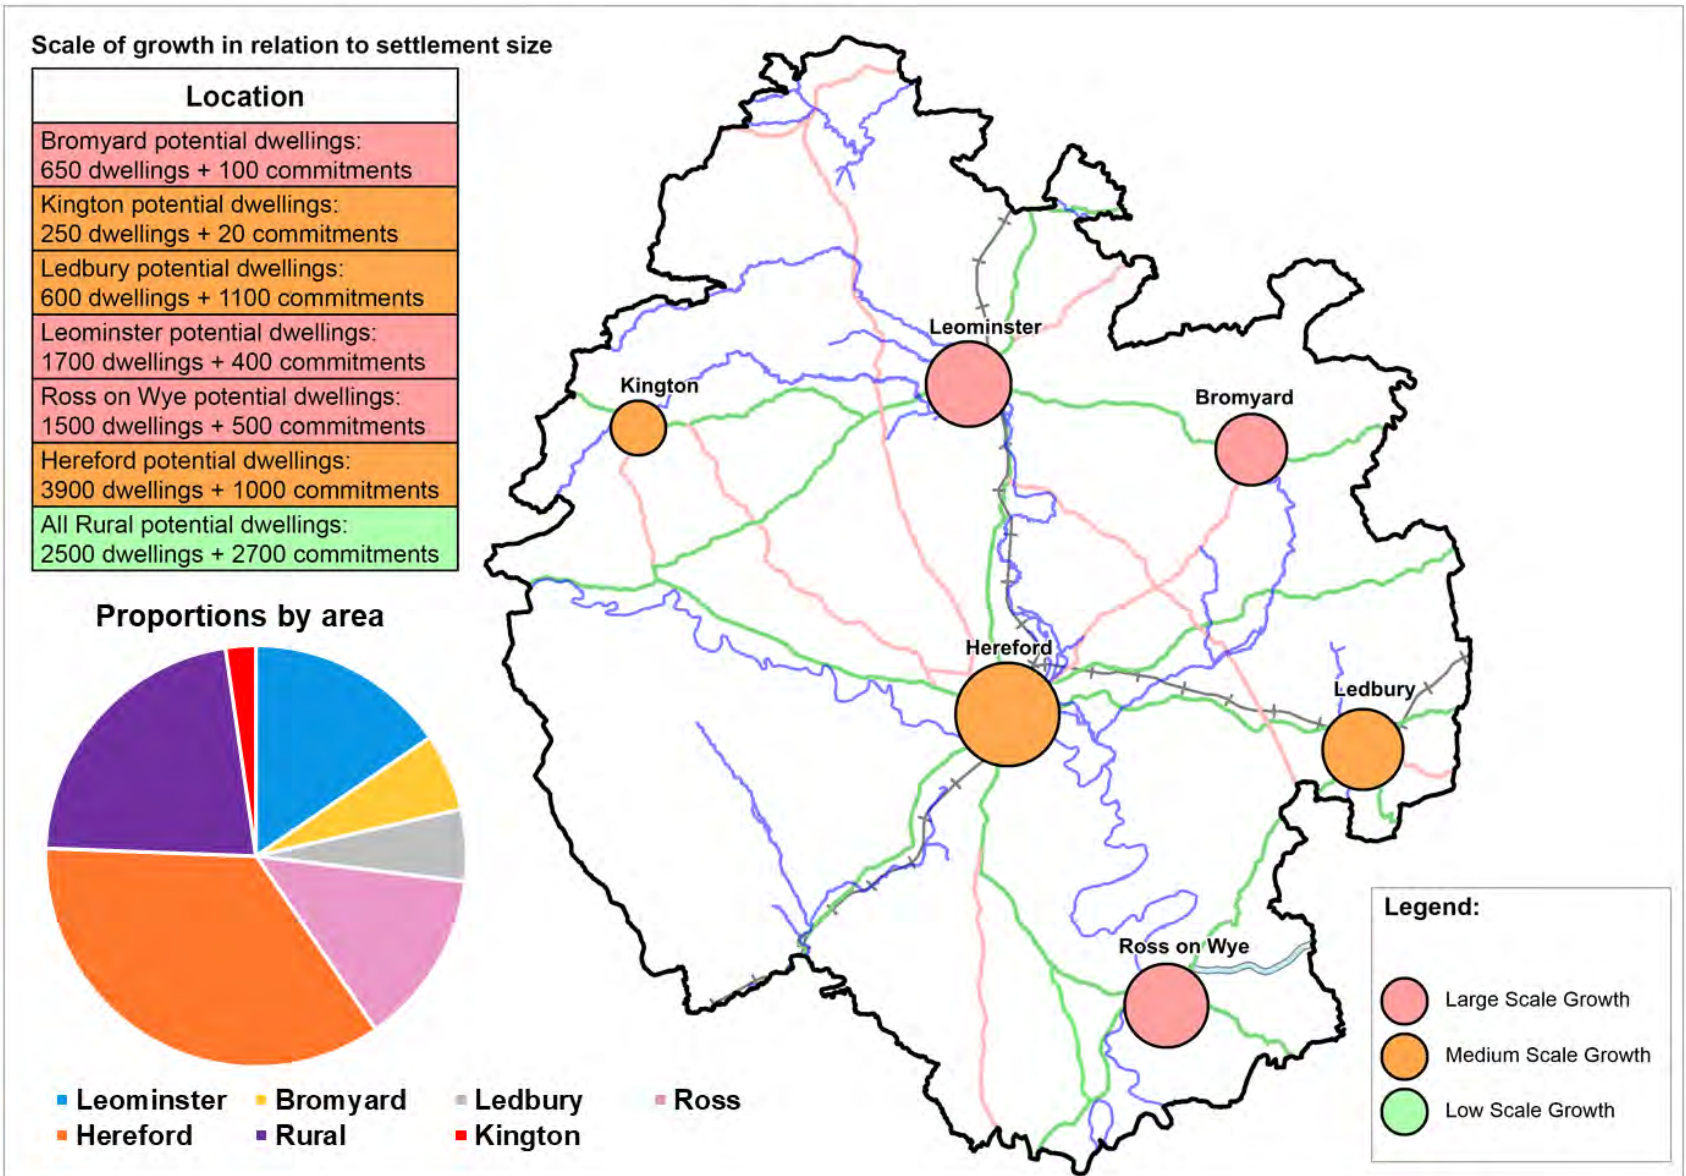 Scale of growth in relation to settlement size
Location
Bromyard potential dwellings:
650 dwellings + 100 commitments
Kington potential dwellings:
250 dwellings + 20 commitments
Ledbury potential dwellings:
600 dwellings + 1100 commitments
Leominster potential dwellings:
1700 dwellings + 400 commitments
Ross on Wye potential dwellings:
1500 dwellings + 500 commitments
Hereford potential dwellings:
3900 dwellings + 1000 commitments
All Rural potential dwellings:
2500 dwellings + 2700 commitments
Proportions by area
Leominster Bromyard Ledbury Ross
Hereford Rural Kington
Leominster
Kington
Bromyard
Hereford
Ledbury
Ross on Wye
Legend:
Large Scale Growth
Medium Scale Growth
Low Scale Growth